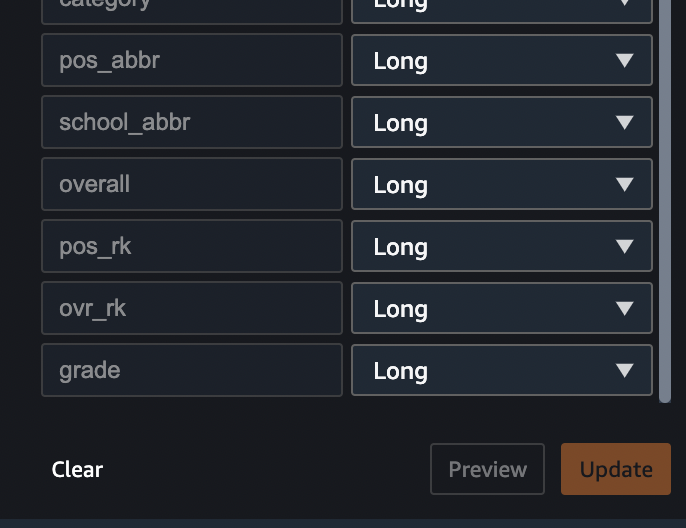 category Long
pos_abbr Long
school_abbr Long
overall Long
pos_rk Long
ovr_rk Long
grade Long
Clear Preview Update